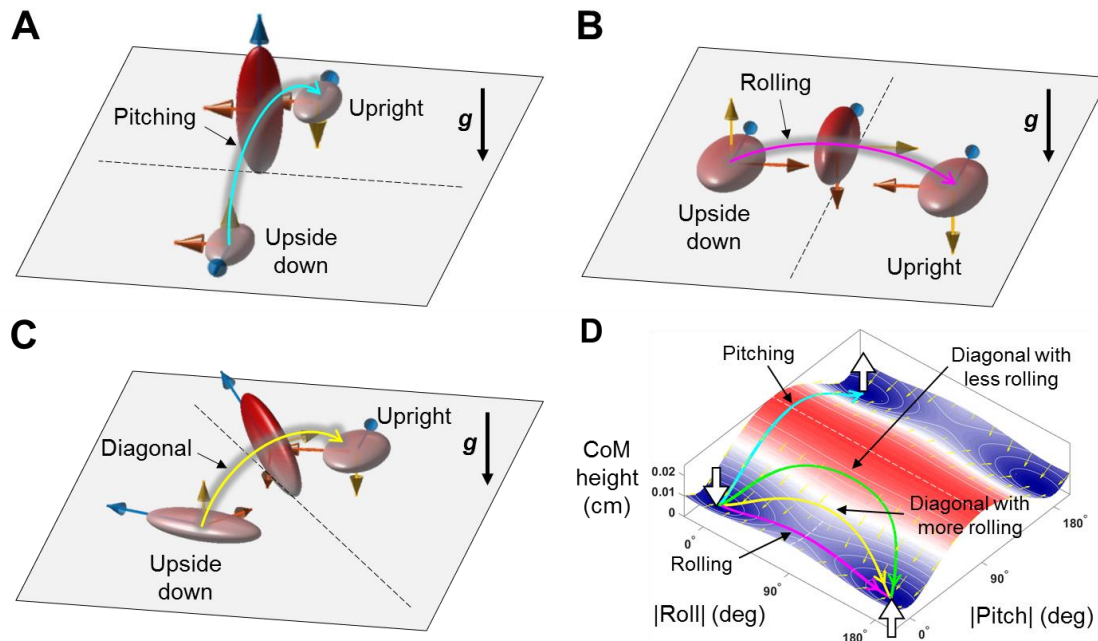 A
Pitching
Upright
g
Upside
down
B
Rolling
g
Upside
down
Upright
C
Diagonal
Upright
g
Upside
down
D
Pitching
Diagonal with
less rolling
CoM
height
(cm)
0.02
0.01
0
Diagonal with
more rolling
Rolling
0°
90°
180°
|Roll| (deg)
0°
90°
180°
|Pitch| (deg)